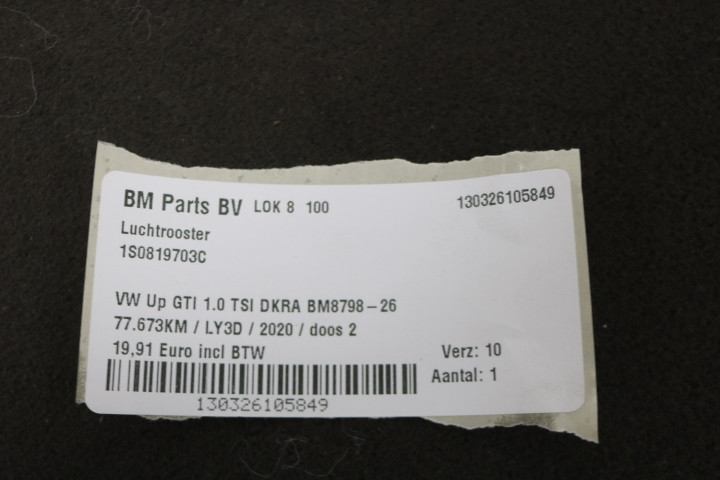 BM Parts BV LOK 8 100 130326105849
Luchtrooster
1S0819703C
VW Up GTI 1.0 TSI DKRA BM8798-26
77.673KM / LY3D / 2020 / doos 2
19,91 Euro incl BTW Verz: 10
Aantal: 1
130326105849